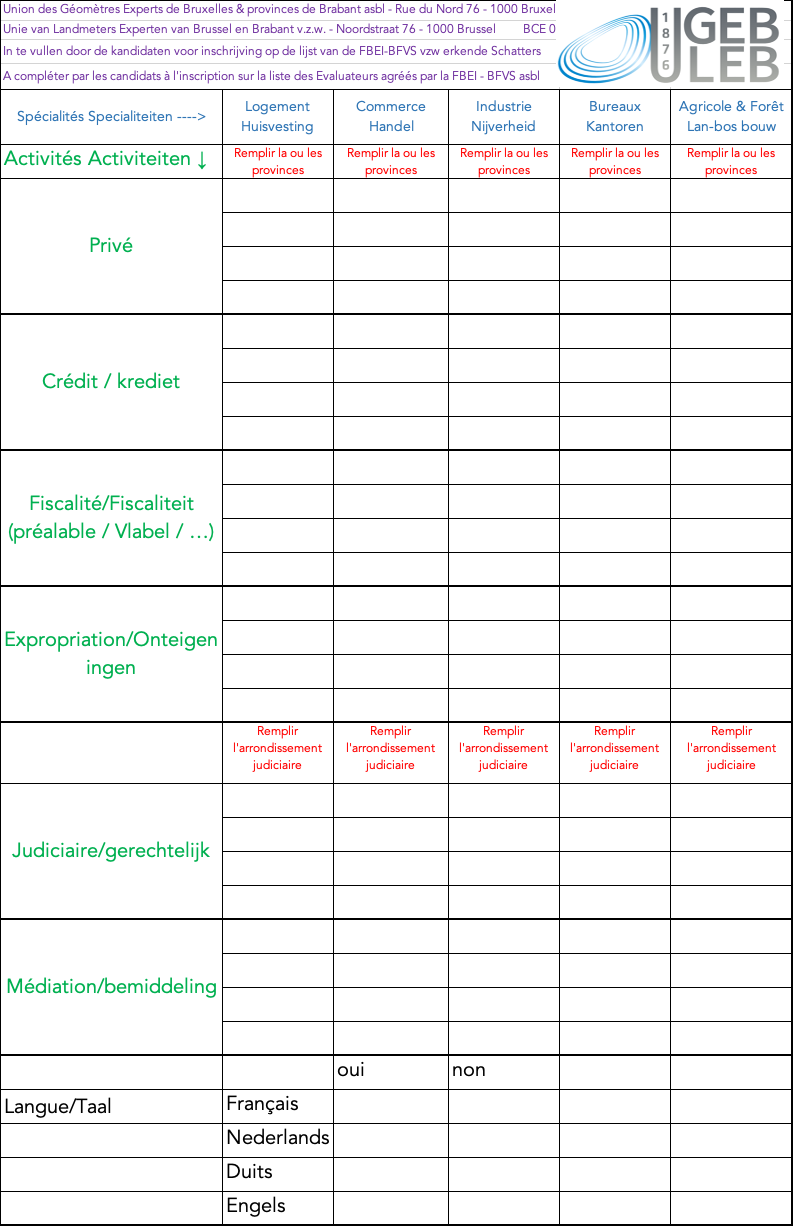 Union des Géomètres Experts de Bruxelles & provinces de Brabant asbl - Rue du Nord 76 - 1000 Bruxel
Unie van Landmeters Experten van Brussel en Brabant v.z.w. - Noordstraat 76 - 1000 Brussel BCE 0
In te vullen door de kandidaten voor inschrijving op de lijst van de FBEI-BFVS vzw erkende Schatters
A compléter par les candidats à l'inscription sur la liste des Evaluateurs agréés par la FBEI - BFVS asbl
1876
UGEB
ULEB
Spécialités Specialiteiten ---->
Logement
Huisvesting
Commerce
Handel
Industrie
Nijverheid
Bureaux
Kantoren
Agricole & Forêt
Lan-bos bouw
Activités Activiteiten ↓
Remplir la ou les
provinces
Remplir la ou les
provinces
Remplir la ou les
provinces
Remplir la ou les
provinces
Remplir la ou les
provinces
Privé
Crédit / krediet
Fiscalité/Fiscaliteit
(préalable / Vlabel / ...)
Expropriation/Onteigen
ingen
Remplir
l'arrondissement
judiciaire
Remplir
l'arrondissement
judiciaire
Remplir
l'arrondissement
judiciaire
Remplir
l'arrondissement
judiciaire
Remplir
l'arrondissement
judiciaire
Judiciaire/gerechtelijk
Médiation/bemiddeling
oui non
Langue/Taal Français
Nederlands
Duits
Engels